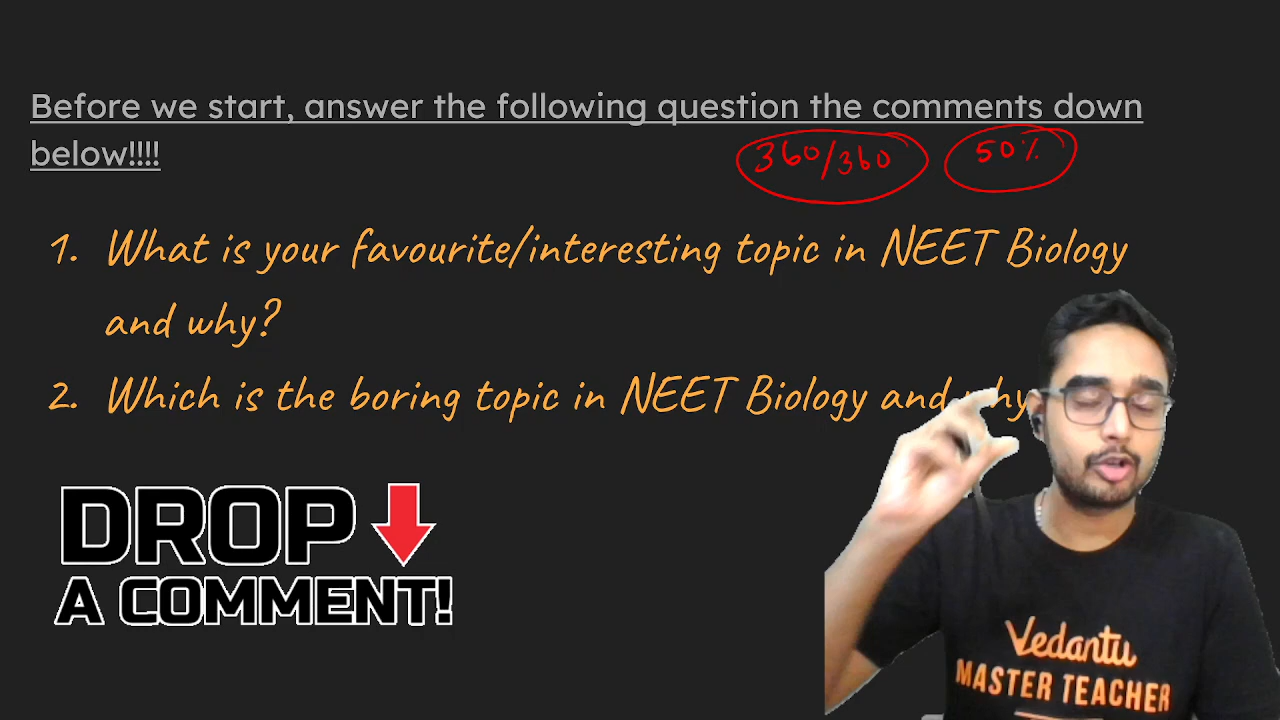 Before we start, answer the following question the comments down
below!!!!
360/360 50%
1. What is your favourite/interesting topic in NEET Biology
and why?
2. Which is the boring topic in NEET Biology and why
DROP
A COMMENT!
Vedantu
MASTER TEACHER